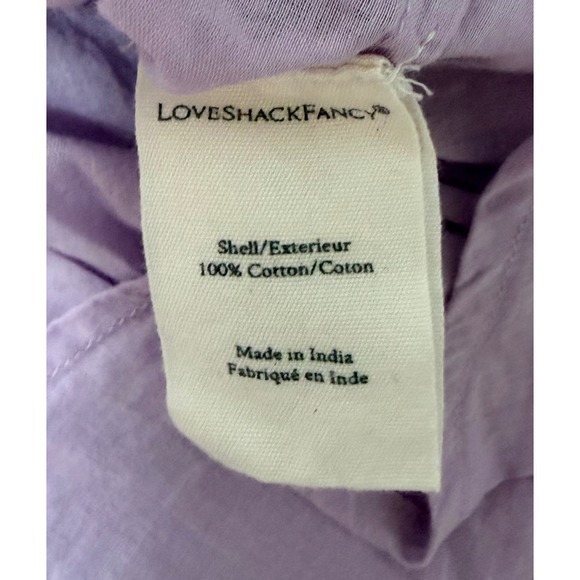 LOVESHACKFANCY®
Shell/Exterieur
100% Cotton/Coton
Made in India
Fabriqué en Inde